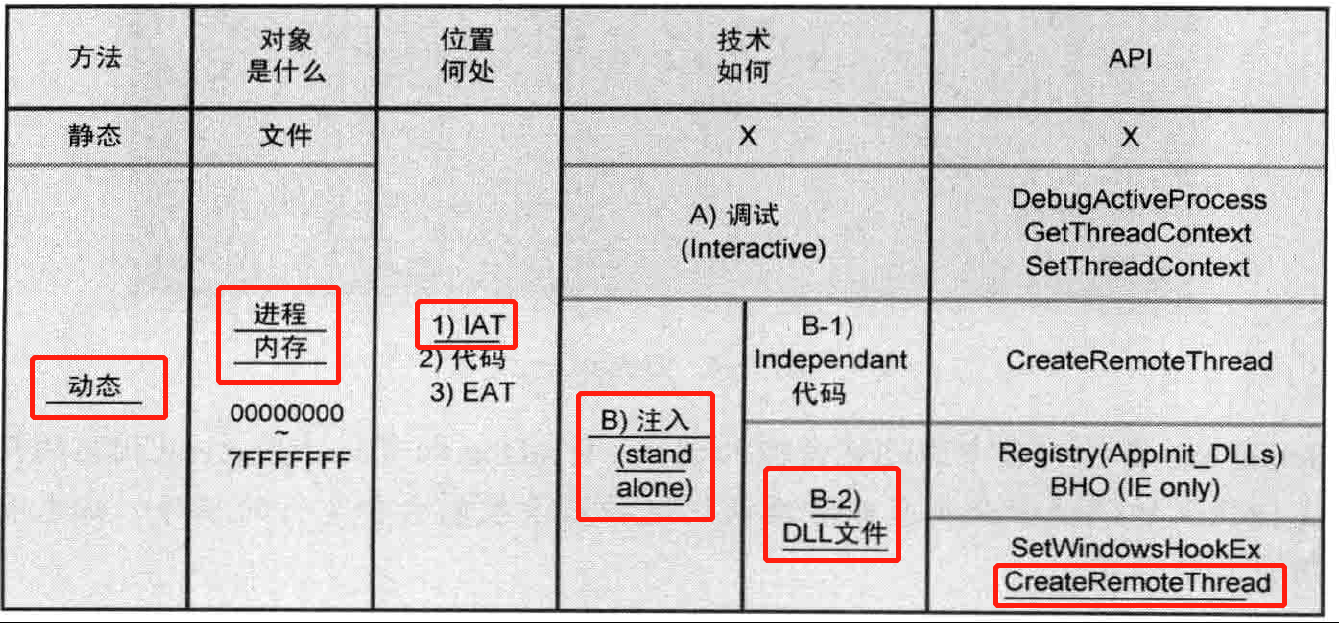 方法
对象
是什么
位置
何处
技术
如何
API
静态
文件
X
X
动态
进程
内存
00000000
~
7FFFFFFF
1) IAT
2) 代码
3) EAT
A) 调试
(Interactive)
DebugActiveProcess
GetThreadContext
SetThreadContext
B) 注入
(stand
alone)
B-1)
Independant
代码
CreateRemoteThread
B-2)
DLL文件
Registry(AppInit_DLLs)
BHO (IE only)
SetWindowsHookEx
CreateRemoteThread